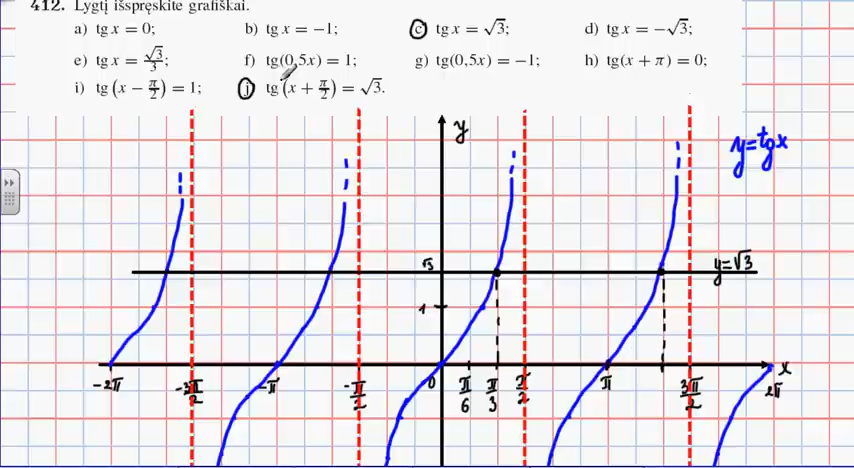 412. Lygtį išspręskite grafiškai.
a) tg x = 0; b) tg x = −1; c) tg x = √3; d) tg x = −√3;
e) tg x = √3/3; f) tg(0,5x) = 1; g) tg(0,5x) = −1; h) tg(x + π) = 0;
i) tg (x − π/2) = 1; j) tg (x + π/2) = √3.
y
y=tgx
√3
y=√3
1
x
−2π −3π/2 −π −π/2 0 π/6 π/3 π/2 π 3π/2 2π